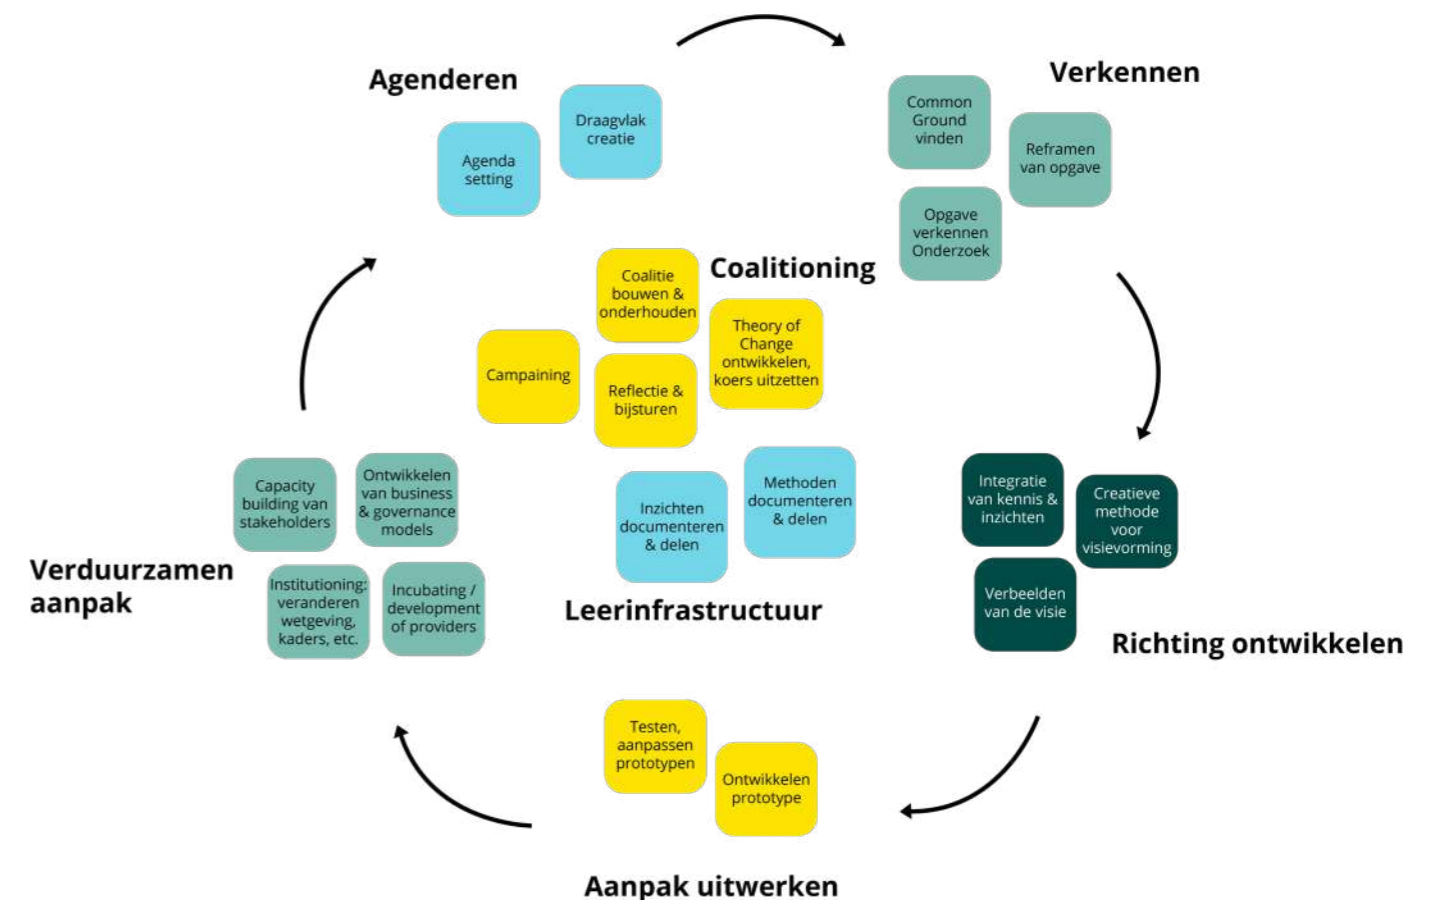 Agenderen
Agenda
setting
Draagvlak
creatie
Verkennen
Common
Ground
vinden
Reframen
van opgave
Opgave
verkennen
Onderzoek
Coalitioning
Coalitie
bouwen &
onderhouden
Theory of
Change
ontwikkelen,
koers uitzetten
Campaining
Reflectie &
bijsturen
Inzichten
documenteren
& delen
Methoden
documenteren
& delen
Leerinfrastructuur
Integratie
van kennis &
inzichten
Creatieve
methode
voor
visievorming
Verbeelden
van de visie
Richting ontwikkelen
Testen,
aanpassen
prototypen
Ontwikkelen
prototype
Aanpak uitwerken
Capacity
building van
stakeholders
Ontwikkelen
van business
& governance
models
Institutioning:
veranderen
wetgeving,
kaders, etc.
Incubating /
development
of providers
Verduurzamen
aanpak